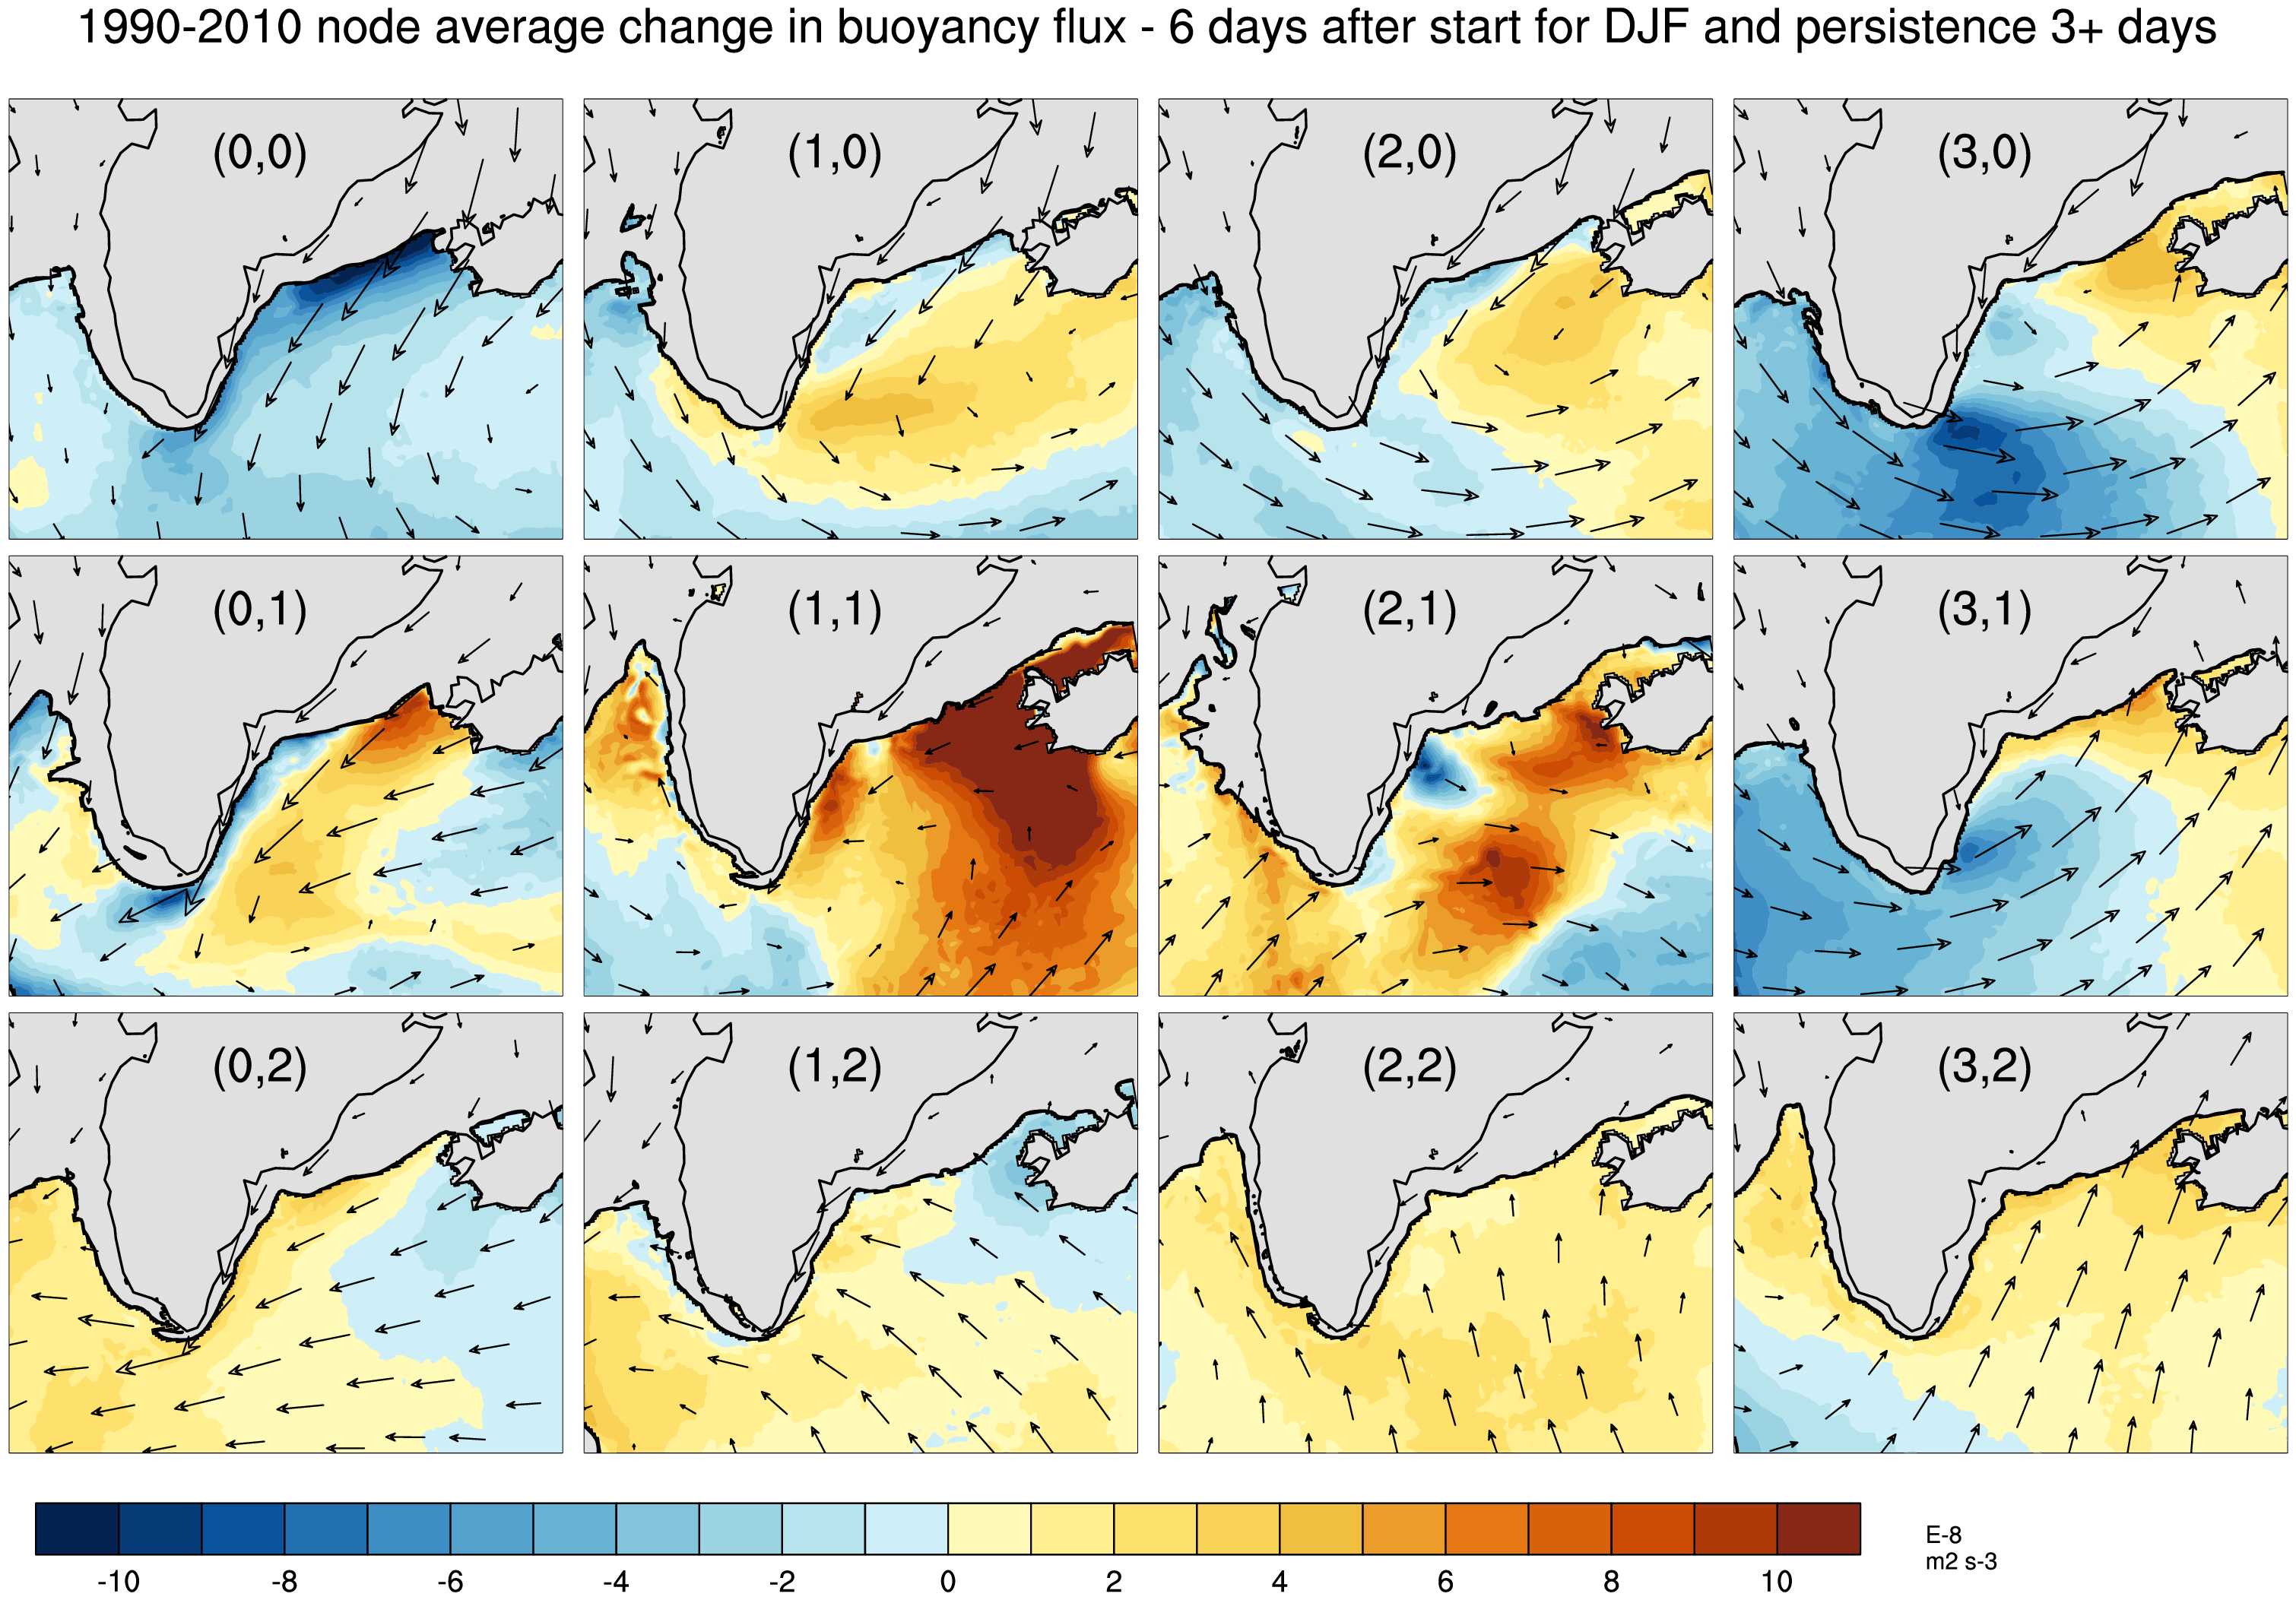 1990-2010 node average change in buoyancy flux - 6 days after start for DJF and persistence 3+ days
(0,0) (1,0) (2,0) (3,0)
(0,1) (1,1) (2,1) (3,1)
(0,2) (1,2) (2,2) (3,2)
-10 -8 -6 -4 -2 0 2 4 6 8 10
E-8
m2 s-3